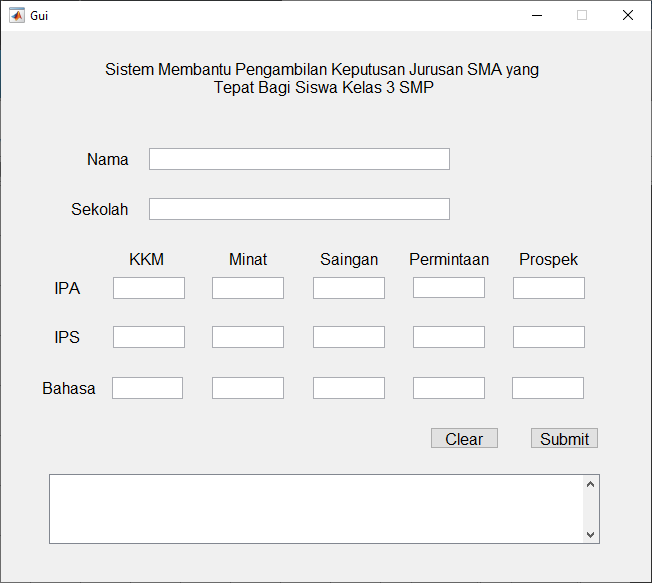 Gui
Sistem Membantu Pengambilan Keputusan Jurusan SMA yang
Tepat Bagi Siswa Kelas 3 SMP
Nama
Sekolah
KKM Minat Saingan Permintaan Prospek
IPA
IPS
Bahasa
Clear Submit